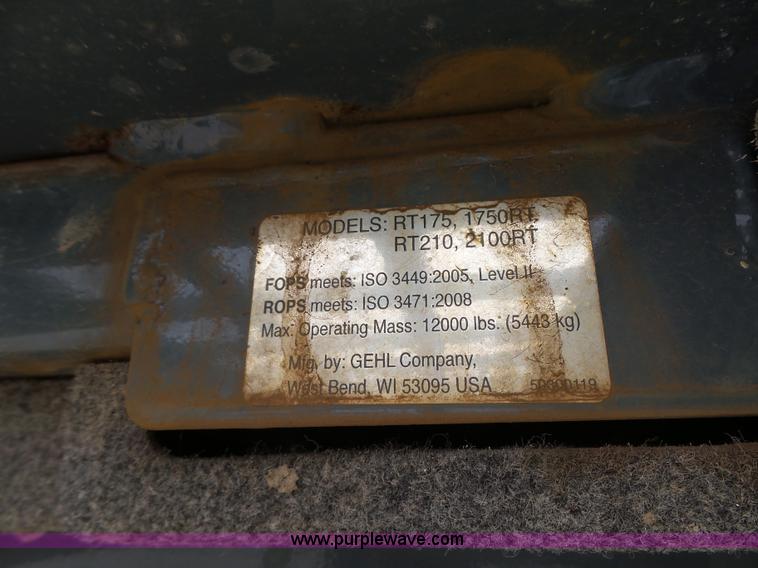 MODELS: RT175, 1750RT,
RT210, 2100RT
FOPS meets: ISO 3449:2005, Level II
ROPS meets: ISO 3471:2008
Max. Operating Mass: 12000 lbs. (5443 kg)
Mfg. by: GEHL Company,
West Bend, WI 53095 USA
www.purplewave.com